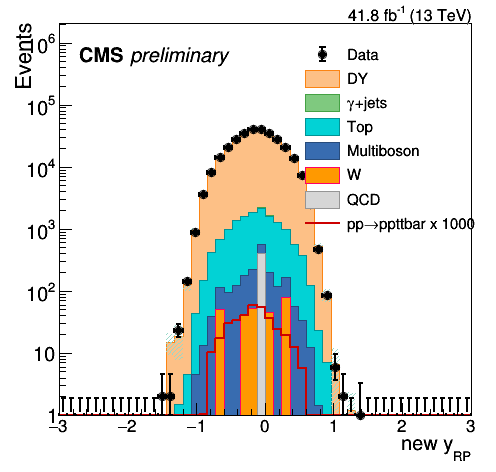 41.8 fb⁻¹ (13 TeV)
CMS preliminary
Events
Data
DY
γ+jets
Top
Multiboson
W
QCD
pp→ppttbar x 1000
10⁶
10⁵
10⁴
10³
10²
10
1
−3 −2 −1 0 1 2 3
new y_RP